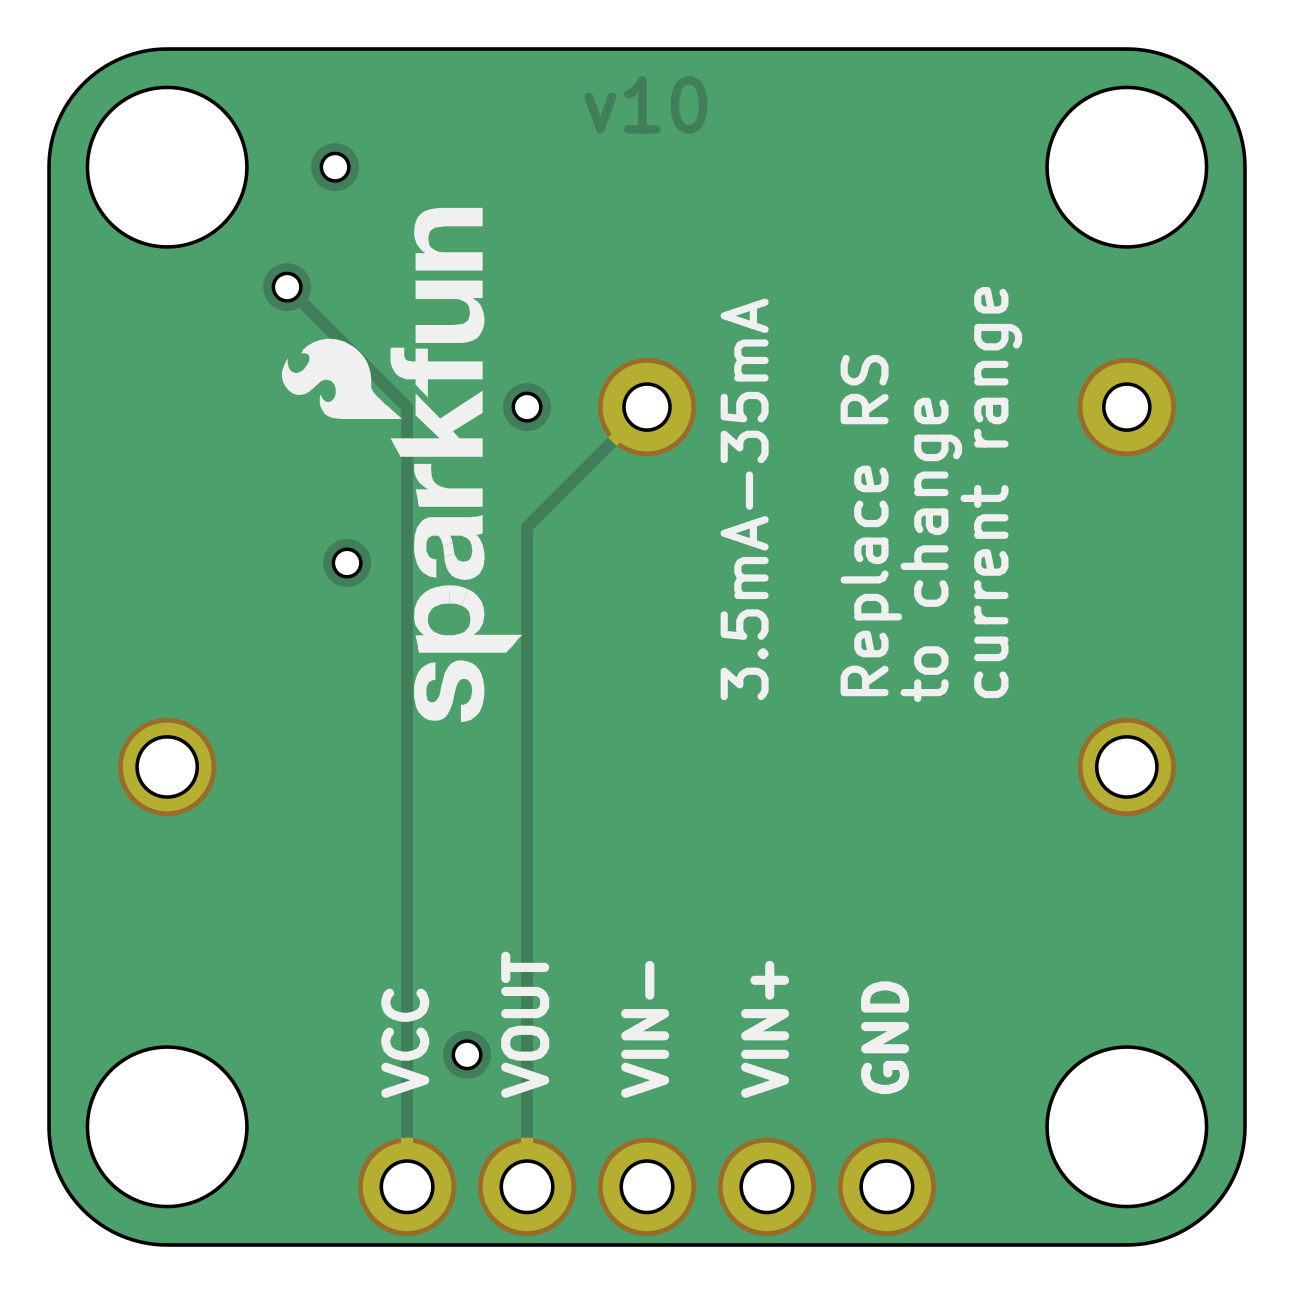 v10
sparkfun
3.5mA-35mA
Replace RS
to change
current range
VCC
VOUT
VIN-
VIN+
GND